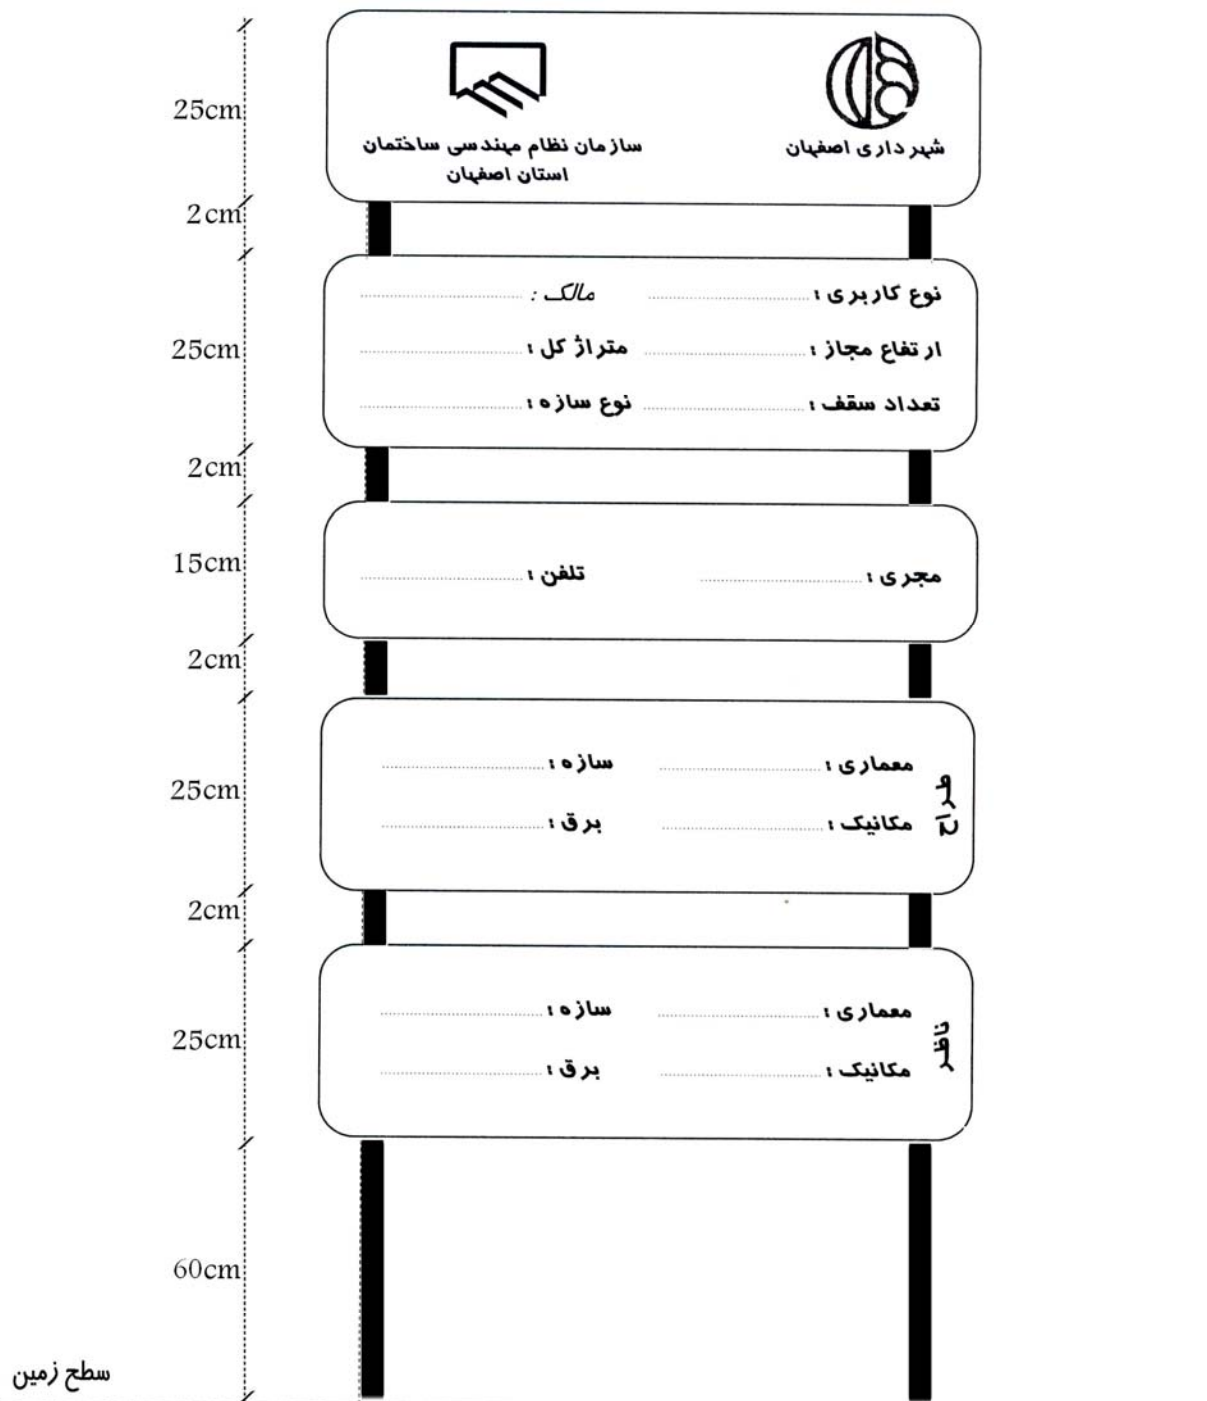 25cm
شهرداری اصفهان
سازمان نظام مهندسی ساختمان
استان اصفهان
2cm
25cm
نوع کاربری : مالک :
ارتفاع مجاز : متراژ کل :
تعداد سقف : نوع سازه :
2cm
15cm
مجری : تلفن :
2cm
25cm
طراح
معماری : سازه :
مکانیک : برق :
2cm
25cm
ناظر
معماری : سازه :
مکانیک : برق :
60cm
سطح زمین